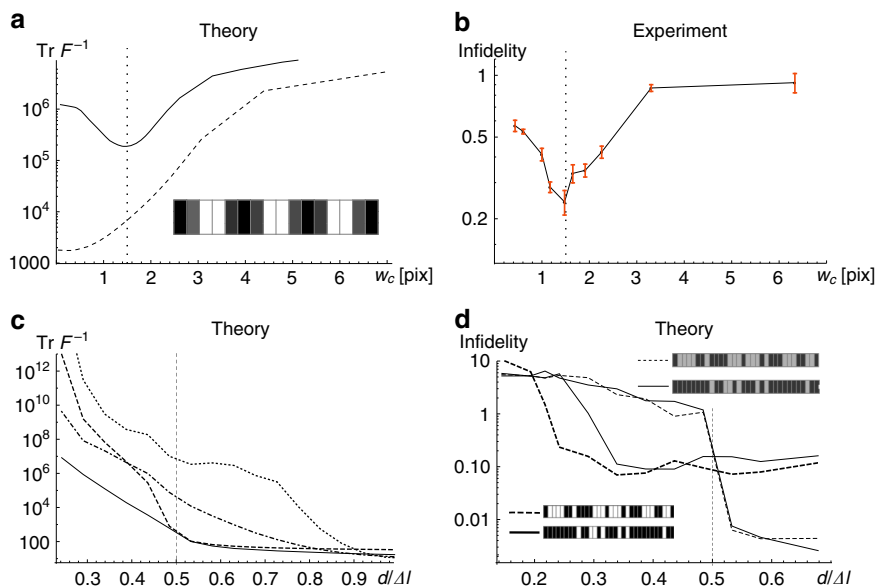 a
Theory
Tr F⁻¹
10⁶
10⁵
10⁴
1000
1 2 3 4 5 6 w_c [pix]
b
Experiment
Infidelity
1
0.5
0.2
1 2 3 4 5 6 w_c [pix]
c
Theory
Tr F⁻¹
10¹²
10¹⁰
10⁸
10⁶
10⁴
100
0.3 0.4 0.5 0.6 0.7 0.8 0.9 d/Δl
d
Theory
Infidelity
10
1
0.10
0.01
0.2 0.3 0.4 0.5 0.6 d/Δl